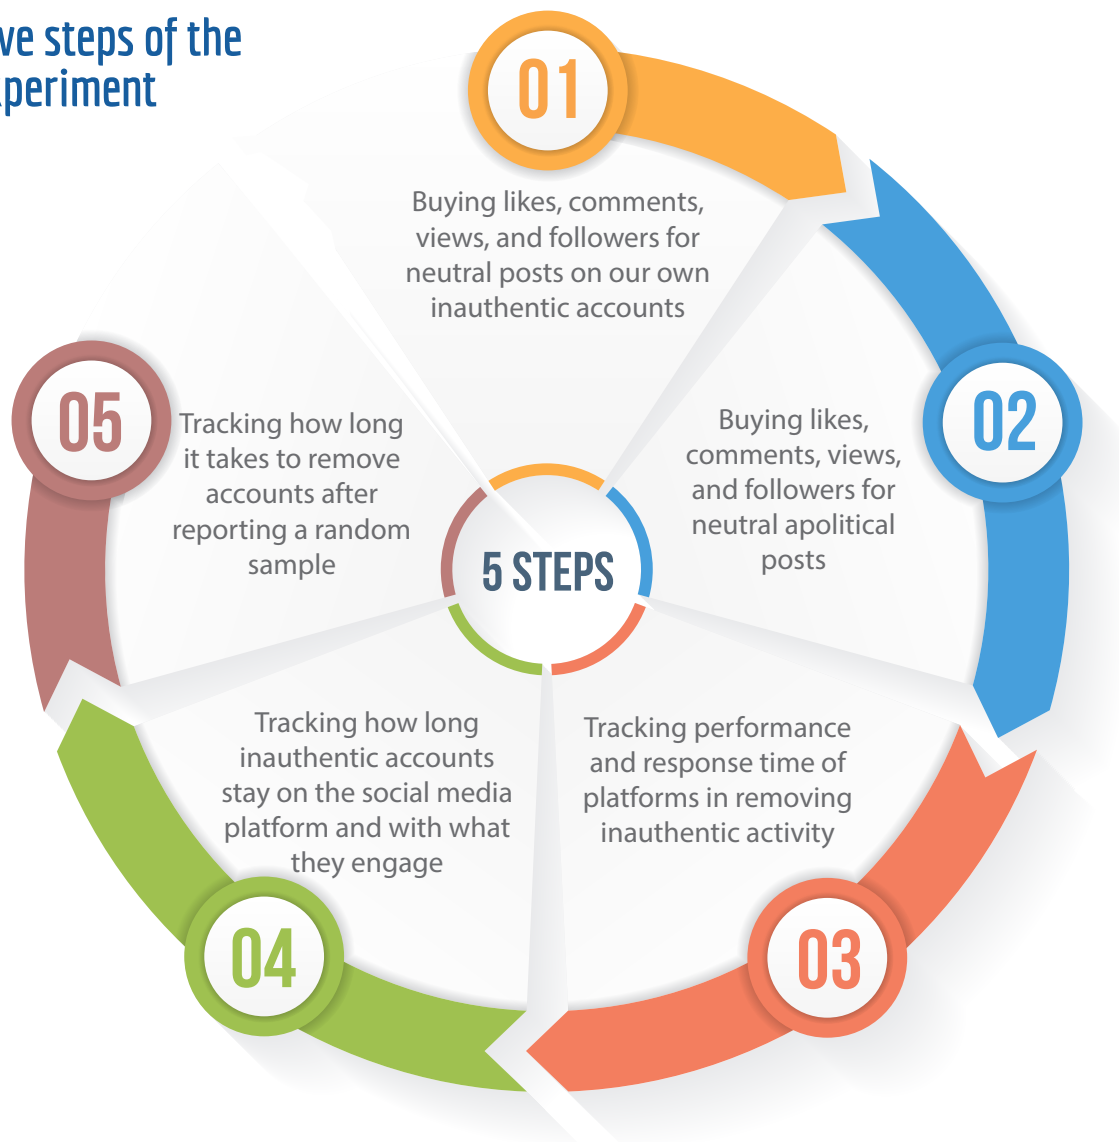 we steps of the
periment
01
Buying likes, comments,
views, and followers for
neutral posts on our own
inauthentic accounts
02
Buying likes,
comments, views,
and followers for
neutral apolitical
posts
03
Tracking performance
and response time of
platforms in removing
inauthentic activity
04
Tracking how long
inauthentic accounts
stay on the social media
platform and with what
they engage
05
Tracking how long
it takes to remove
accounts after
reporting a random
sample
5 STEPS